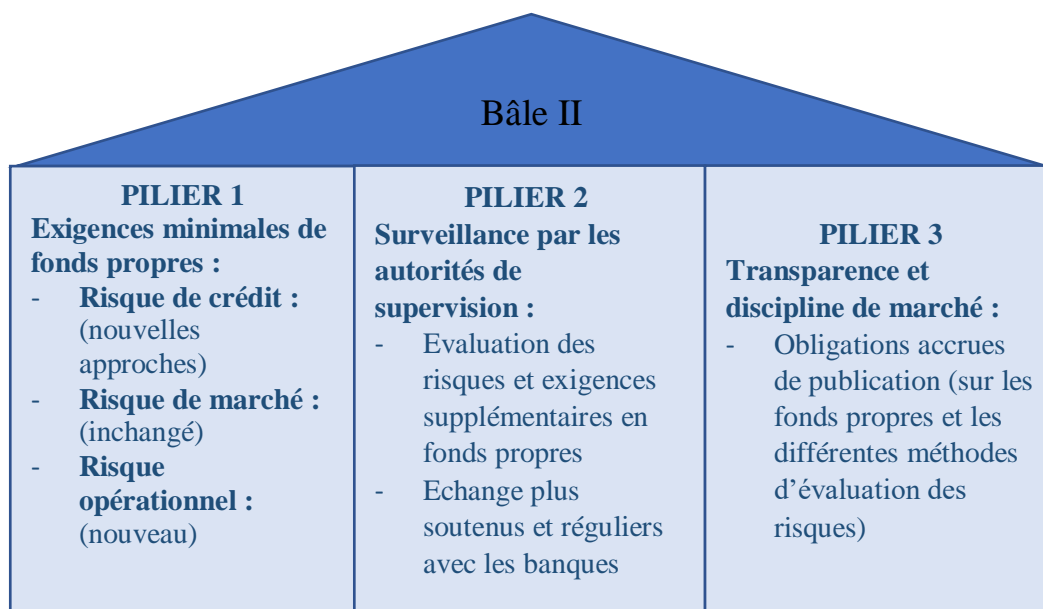 Bâle II
PILIER 1
Exigences minimales de
fonds propres :
- Risque de crédit :
(nouvelles
approches)
- Risque de marché :
(inchangé)
- Risque
opérationnel :
(nouveau)
PILIER 2
Surveillance par les
autorités de
supervision :
- Evaluation des
risques et exigences
supplémentaires en
fonds propres
- Echange plus
soutenus et réguliers
avec les banques
PILIER 3
Transparence et
discipline de marché :
- Obligations accrues
de publication (sur les
fonds propres et les
différentes méthodes
d’évaluation des
risques)